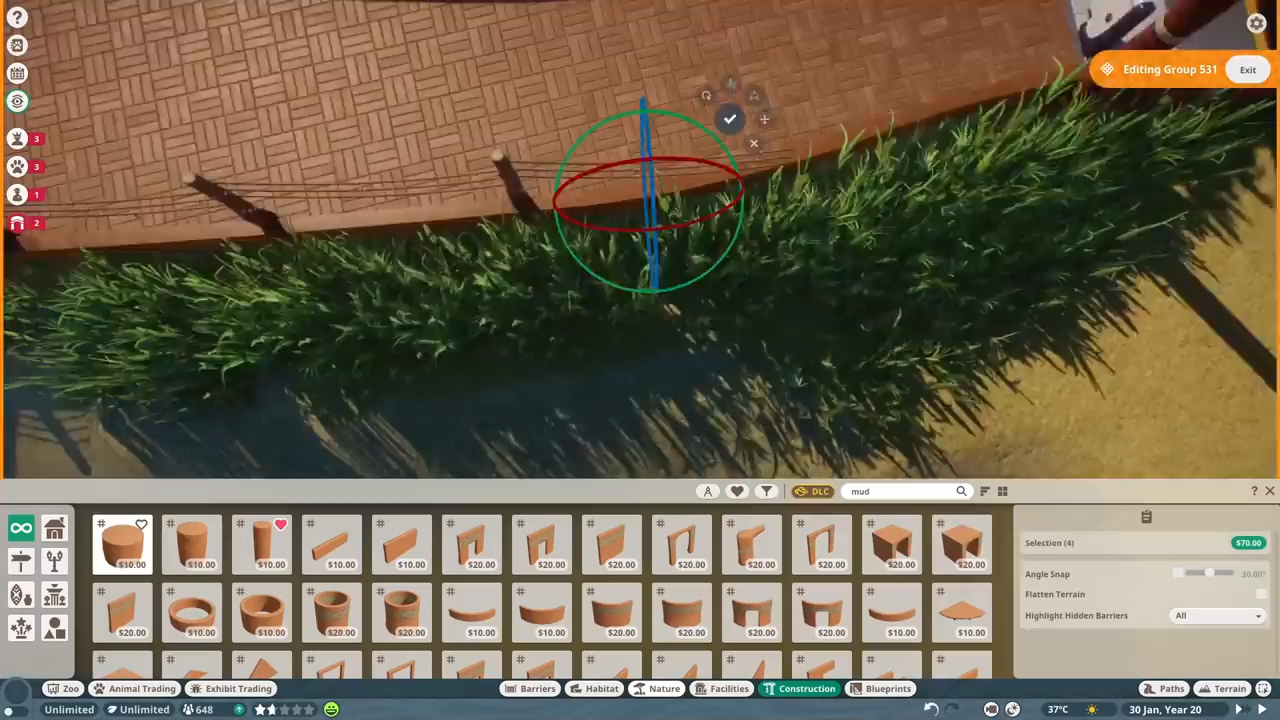 ?
Editing Group 531
Exit
3
3
1
2
DLC
mud
?
$10.00
$10.00
$10.00
$10.00
$10.00
$20.00
$20.00
$20.00
$20.00
$20.00
$20.00
$20.00
$20.00
$20.00
$10.00
$10.00
$20.00
$20.00
$10.00
$10.00
$20.00
$20.00
$20.00
$20.00
$10.00
$10.00
Selection (4)
$70.00
Angle Snap
30.00°
Flatten Terrain
Highlight Hidden Barriers
All
Zoo
Animal Trading
Exhibit Trading
Barriers
Habitat
Nature
Facilities
Construction
Blueprints
Paths
Terrain
Unlimited
Unlimited
648
37°C
30 Jan, Year 20